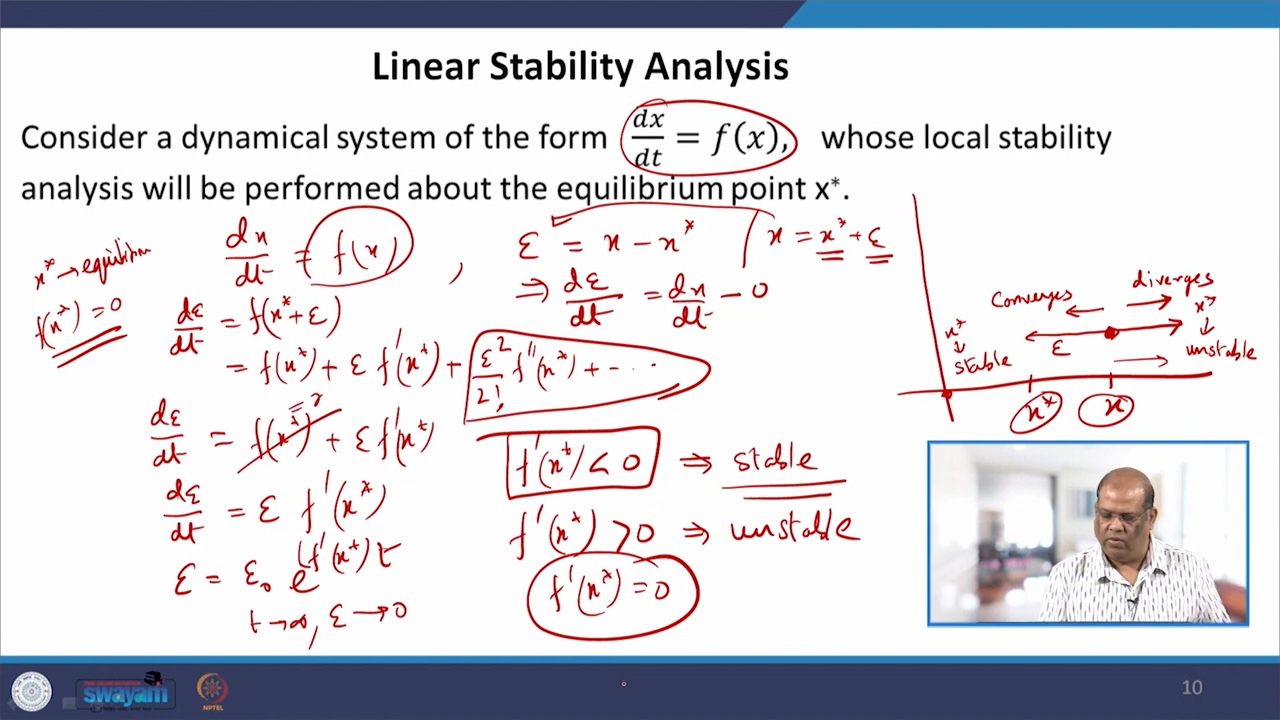 Linear Stability Analysis
Consider a dynamical system of the form dx/dt = f(x), whose local stability
analysis will be performed about the equilibrium point x*.
x* → equilibrium
f(x*) = 0
dx/dt = f(x) ,
ε = x − x* | x = x* + ε
⇒ dε/dt = dx/dt − 0
dε/dt = f(x* + ε)
= f(x*) + ε f'(x*) + ε²/2! f''(x*) + − − ·
dε/dt = f(x*) + ε f'(x*)
dε/dt = ε f'(x*)
ε = ε₀ e^(f'(x*) t
t → ∞, ε → 0
f'(x*) < 0 ⇒ stable
f'(x*) > 0 ⇒ unstable
f'(x*) = 0
Converges
diverges
x*
↓
stable
x*
↓
unstable
ε
x*
x
swayam
NPTEL
10